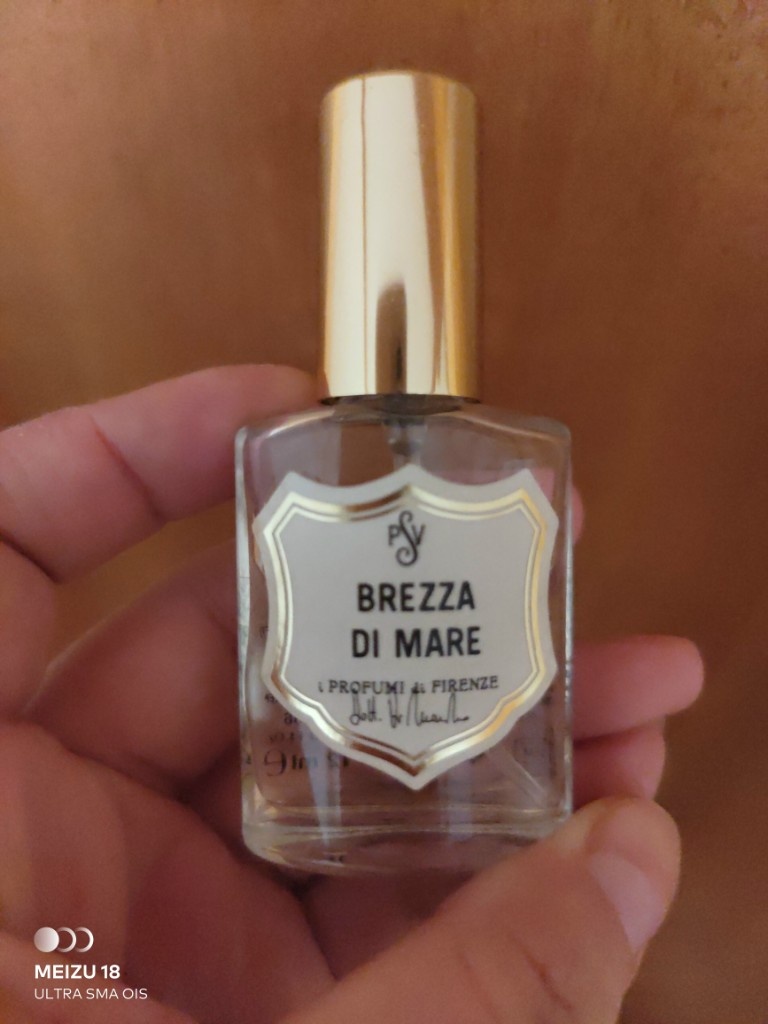 PSV
BREZZA
DI MARE
i PROFUMI di FIRENZE
MEIZU 18
ULTRA SMA OIS